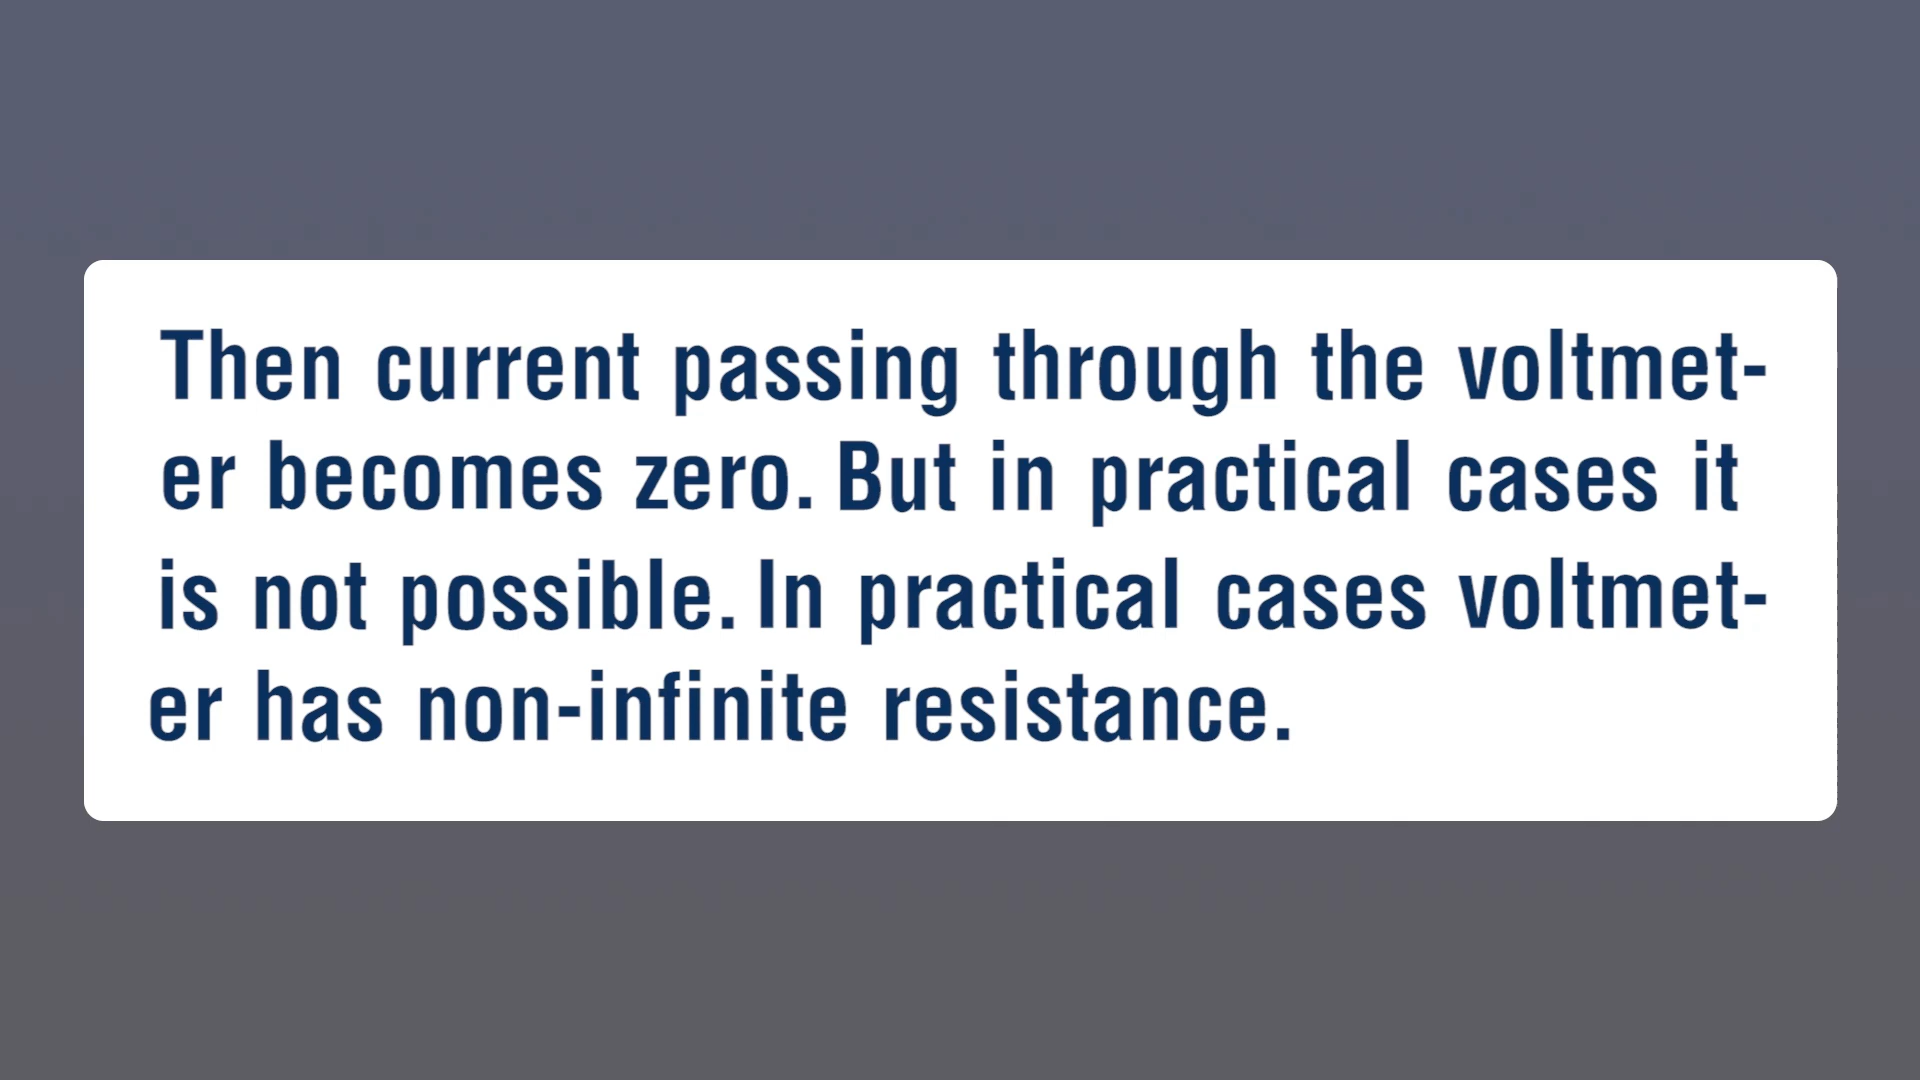 Then current passing through the voltmet-
er becomes zero. But in practical cases it
is not possible. In practical cases voltmet-
er has non-infinite resistance.